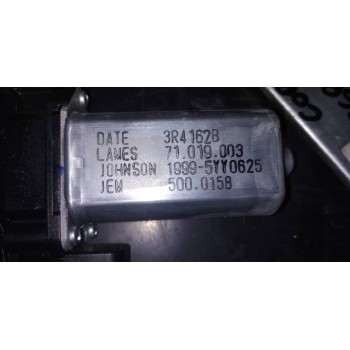 DATE 3R4162B
LAWES 71.019.003
JOHNSON 1999-5YY0625
JEW 500.0158